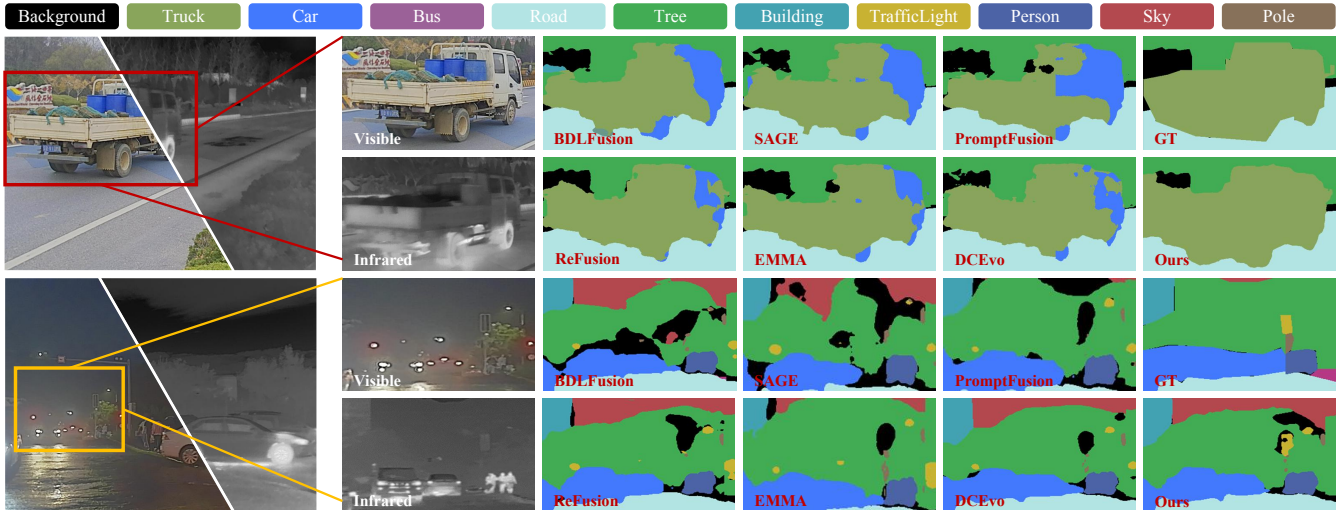 Background Truck Car Bus Road Tree Building TrafficLight Person Sky Pole
Visible BDLFusion SAGE PromptFusion GT
Infrared ReFusion EMMA DCEvo Ours
Visible BDLFusion SAGE PromptFusion GT
Infrared ReFusion EMMA DCEvo Ours